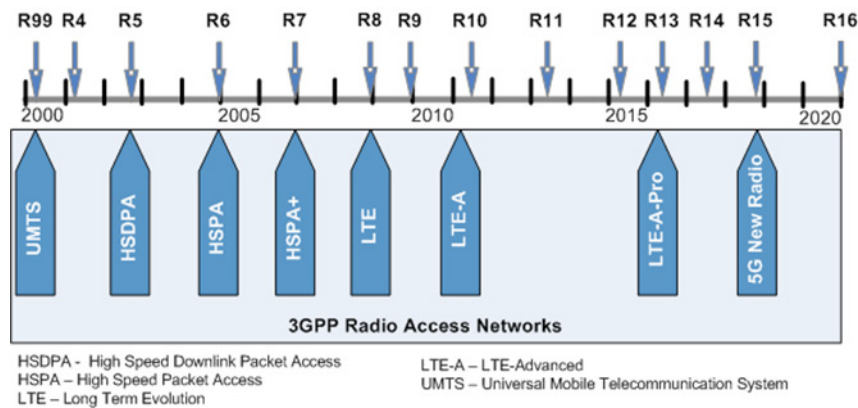 R99 R4 R5 R6 R7 R8 R9 R10 R11 R12 R13 R14 R15 R16
2000 2005 2010 2015 2020
UMTS
HSDPA
HSPA
HSPA+
LTE
LTE-A
LTE-A-Pro
5G New Radio
3GPP Radio Access Networks
HSDPA - High Speed Downlink Packet Access
HSPA – High Speed Packet Access
LTE – Long Term Evolution
LTE-A – LTE-Advanced
UMTS – Universal Mobile Telecommunication System